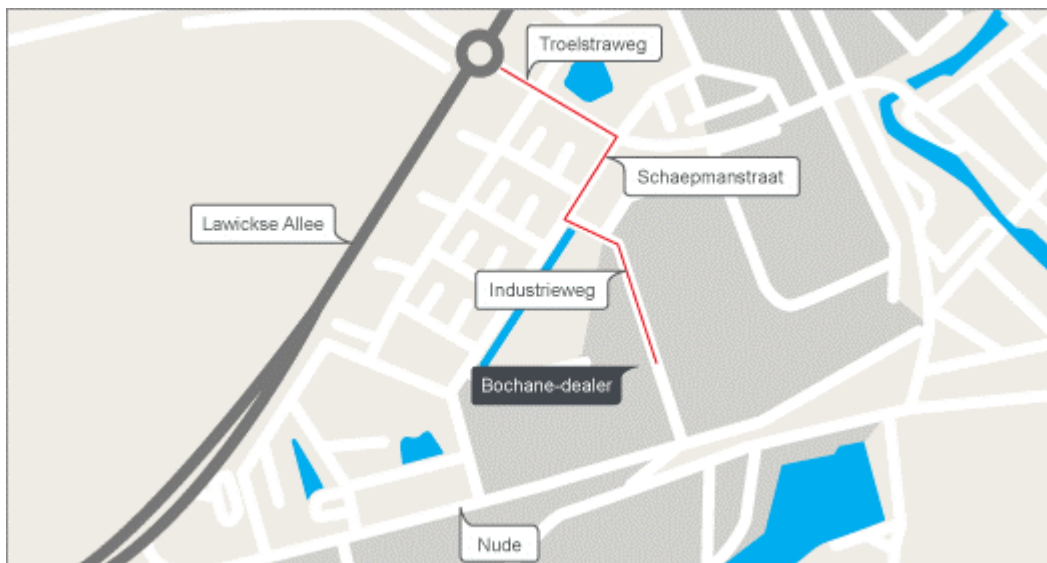 Troelstraweg
Schaepmanstraat
Lawickse Allee
Industrieweg
Bochane-dealer
Nude